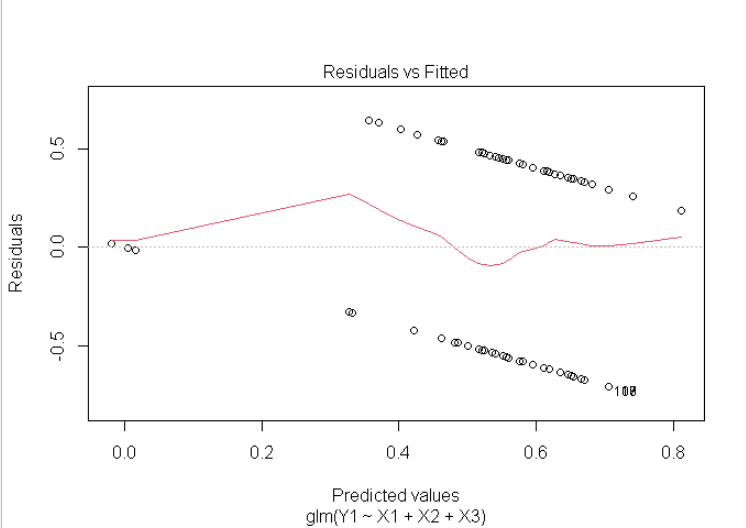 Residuals vs Fitted
0.5
0.0
-0.5
Residuals
0.0 0.2 0.4 0.6 0.8
Predicted values
glm(Y1 ~ X1 + X2 + X3)